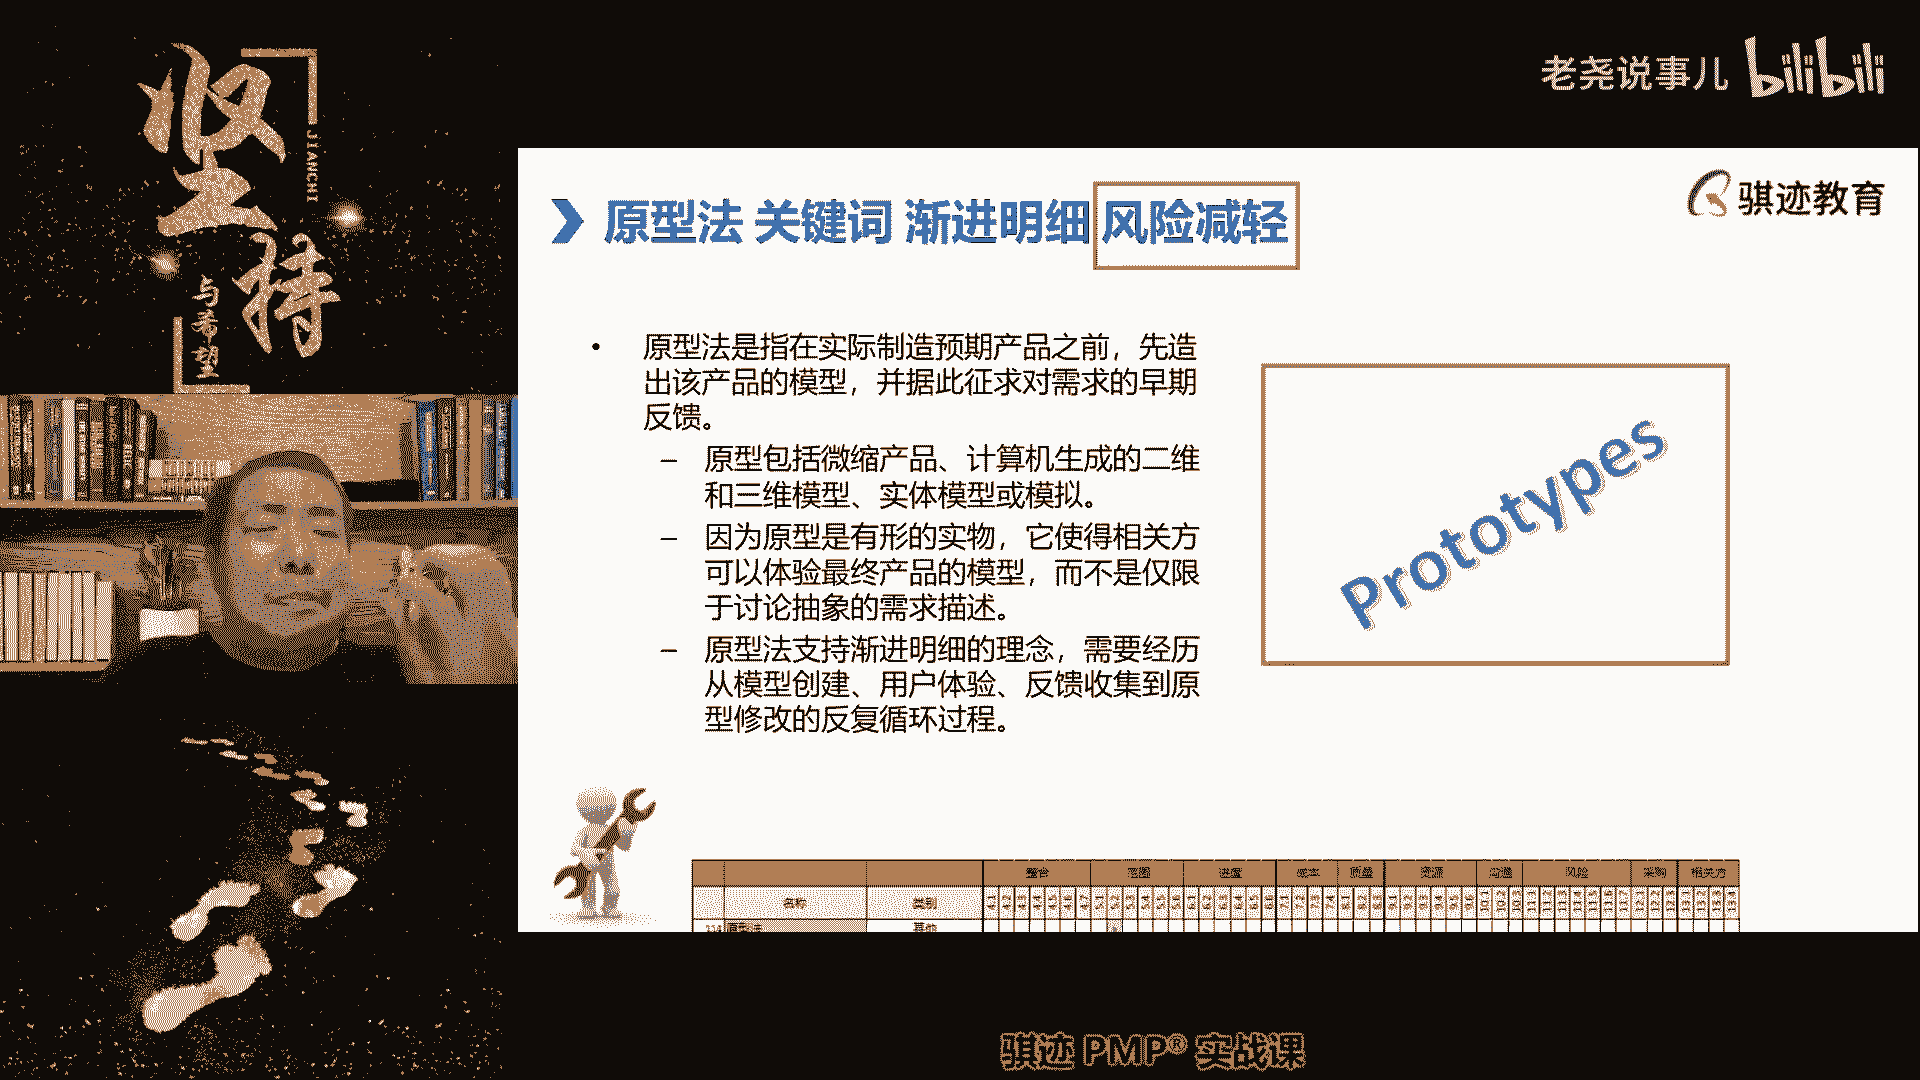 坚持
JIANCHI
与希望
老尧说事儿 bilibili
骐迹教育
原型法 关键词 渐进明细 风险减轻
• 原型法是指在实际制造预期产品之前，先造
出该产品的模型，并据此征求对需求的早期
反馈。
– 原型包括微缩产品、计算机生成的二维
和三维模型、实体模型或模拟。
– 因为原型是有形的实物，它使得相关方
可以体验最终产品的模型，而不是仅限
于讨论抽象的需求描述。
– 原型法支持渐进明细的理念，需要经历
从模型创建、用户体验、反馈收集到原
型修改的反复循环过程。
Prototypes
整合 范围 进度 成本 质量 资源 沟通 风险 采购 相关方
名称 类别
原型法 其他
骐迹 PMP® 实战课